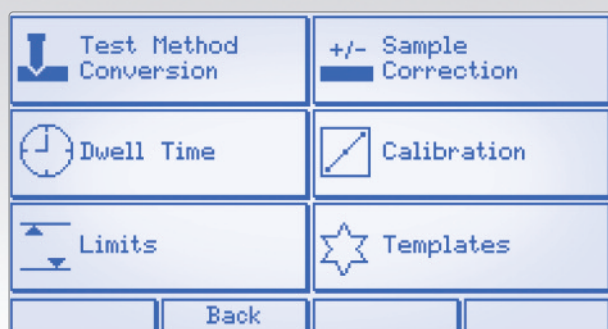 Test Method
Conversion
+/- Sample
Correction
Dwell Time
Calibration
Limits
Templates
Back